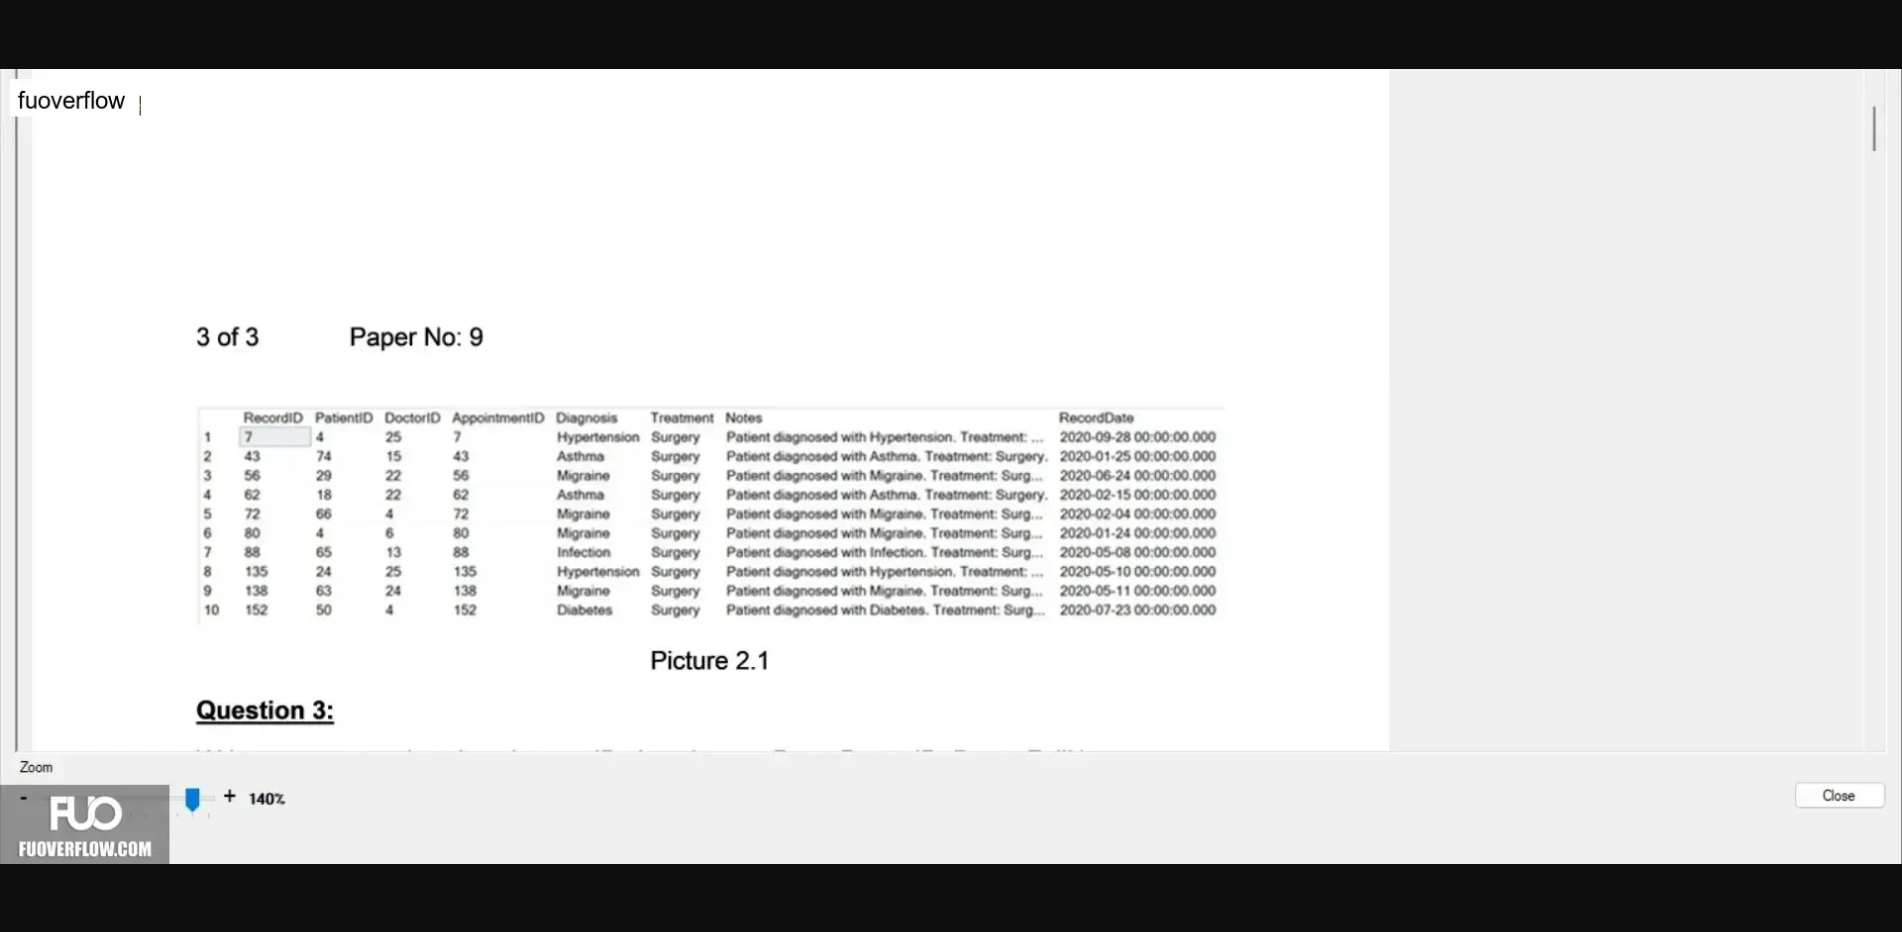 fuoverflow
3 of 3 Paper No: 9
RecordID PatientID DoctorID AppointmentID Diagnosis Treatment Notes RecordDate
1 7 4 25 7 Hypertension Surgery Patient diagnosed with Hypertension. Treatment: ... 2020-09-28 00:00:00.000
2 43 74 15 43 Asthma Surgery Patient diagnosed with Asthma. Treatment: Surgery. 2020-01-25 00:00:00.000
3 56 29 22 56 Migraine Surgery Patient diagnosed with Migraine. Treatment: Surg... 2020-06-24 00:00:00.000
4 62 18 22 62 Asthma Surgery Patient diagnosed with Asthma. Treatment: Surgery. 2020-02-15 00:00:00.000
5 72 66 4 72 Migraine Surgery Patient diagnosed with Migraine. Treatment: Surg... 2020-02-04 00:00:00.000
6 80 4 6 80 Migraine Surgery Patient diagnosed with Migraine. Treatment: Surg... 2020-01-24 00:00:00.000
7 88 65 13 88 Infection Surgery Patient diagnosed with Infection. Treatment: Surg... 2020-05-08 00:00:00.000
8 135 24 25 135 Hypertension Surgery Patient diagnosed with Hypertension. Treatment: ... 2020-05-10 00:00:00.000
9 138 63 24 138 Migraine Surgery Patient diagnosed with Migraine. Treatment: Surg... 2020-05-11 00:00:00.000
10 152 50 4 152 Diabetes Surgery Patient diagnosed with Diabetes. Treatment: Surg... 2020-07-23 00:00:00.000
Picture 2.1
Question 3:
Zoom
- + 140%
Close
FUO
FUOVERFLOW.COM